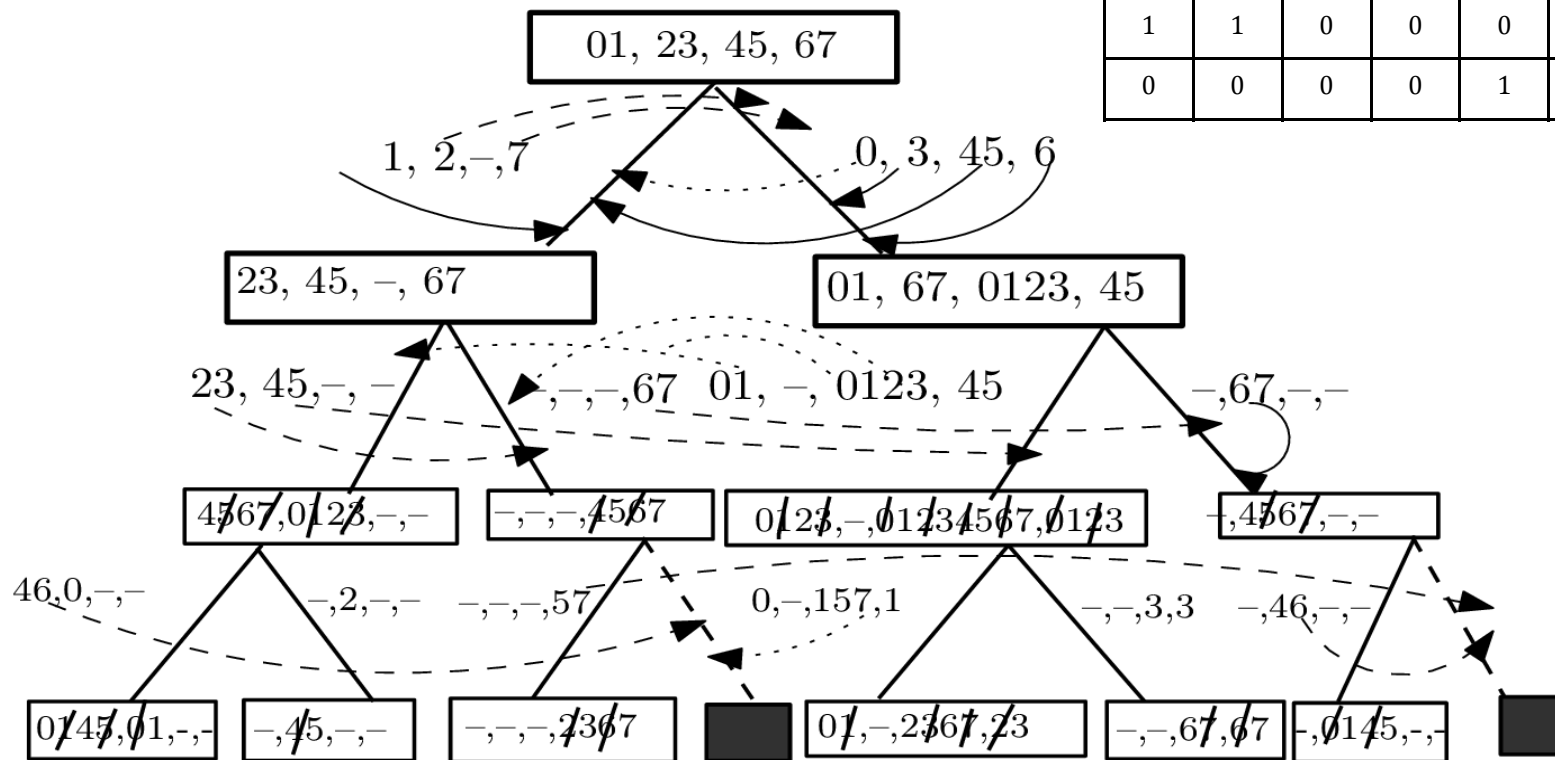 01, 23, 45, 67
1 1 0 0 0
0 0 0 0 1
1, 2,–,7
0, 3, 45, 6
23, 45, –, 67
01, 67, 0123, 45
23, 45,–, –
–,–,–,67
01, –, 0123, 45
–,67,–,–
4567,0123,–,–
–,–,–,4567
0123,–,01234567,0123
–,4567,–,–
46,0,–,–
–,2,–,–
–,–,–,57
0,–,157,1
–,–,3,3
–,46,–,–
0145,01,-,-
–,45,–,–
–,–,–,2367
01,–,2367,23
–,–,67,67
-,0145,-,-